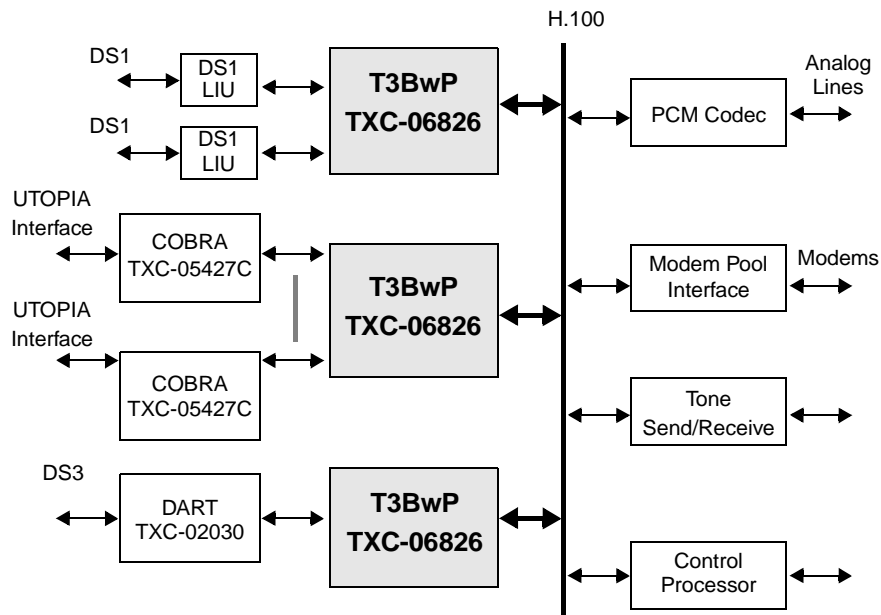 H.100
DS1
DS1
LIU
T3BwP
TXC-06826
DS1
DS1
LIU
PCM Codec
Analog
Lines
UTOPIA
Interface
COBRA
TXC-05427C
T3BwP
TXC-06826
UTOPIA
Interface
COBRA
TXC-05427C
Modem Pool
Interface
Modems
Tone
Send/Receive
DS3
DART
TXC-02030
T3BwP
TXC-06826
Control
Processor